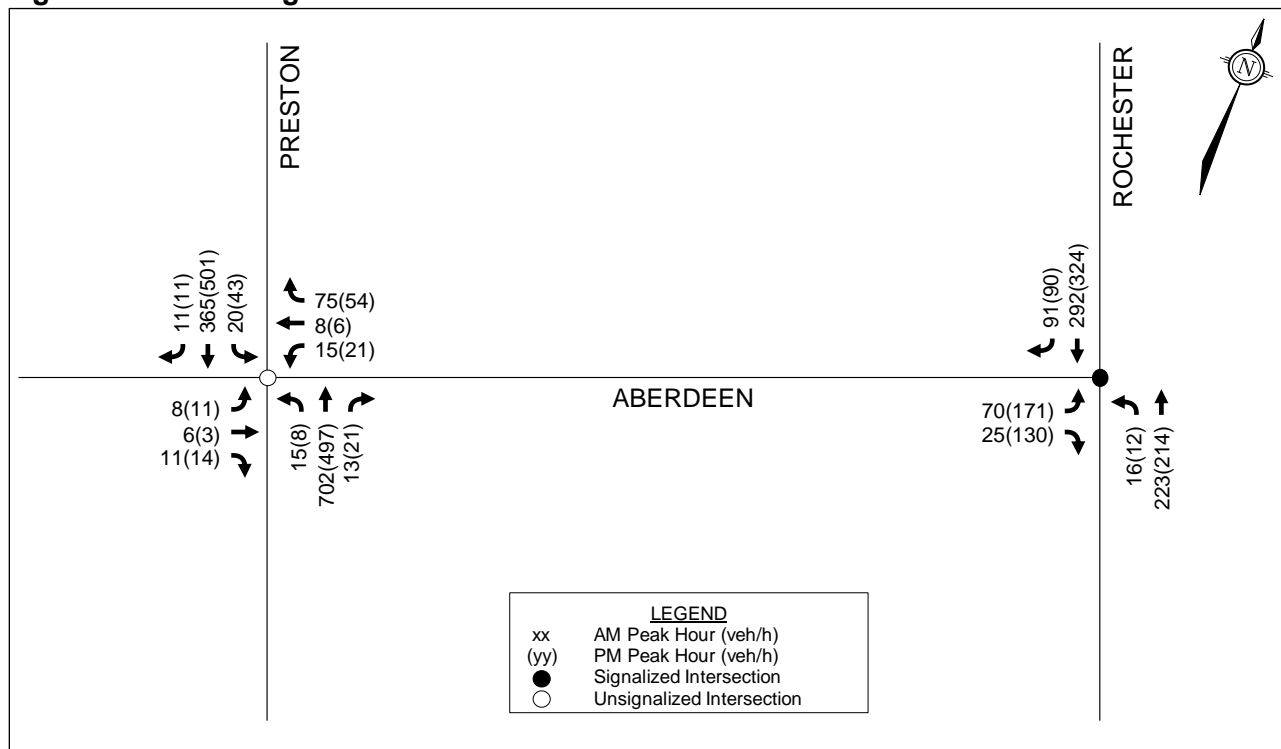 PRESTON
ROCHESTER
N
11(11)
365(501)
20(43)
75(54)
8(6)
15(21)
91(90)
292(324)
ABERDEEN
8(11)
6(3)
11(14)
15(8)
702(497)
13(21)
70(171)
25(130)
16(12)
223(214)
LEGEND
xx AM Peak Hour (veh/h)
(yy) PM Peak Hour (veh/h)
Signalized Intersection
Unsignalized Intersection